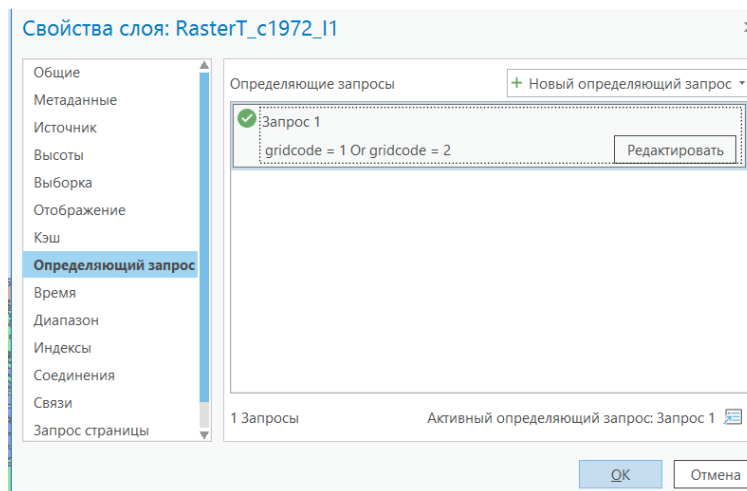 Свойства слоя: RasterT_c1972_I1
Общие
Метаданные
Источник
Высоты
Выборка
Отображение
Кэш
Определяющий запрос
Время
Диапазон
Индексы
Соединения
Связи
Запрос страницы
Определяющие запросы
+ Новый определяющий запрос
Запрос 1
gridcode = 1 Or gridcode = 2
Редактировать
1 Запросы
Активный определяющий запрос: Запрос 1
OK
Отмена